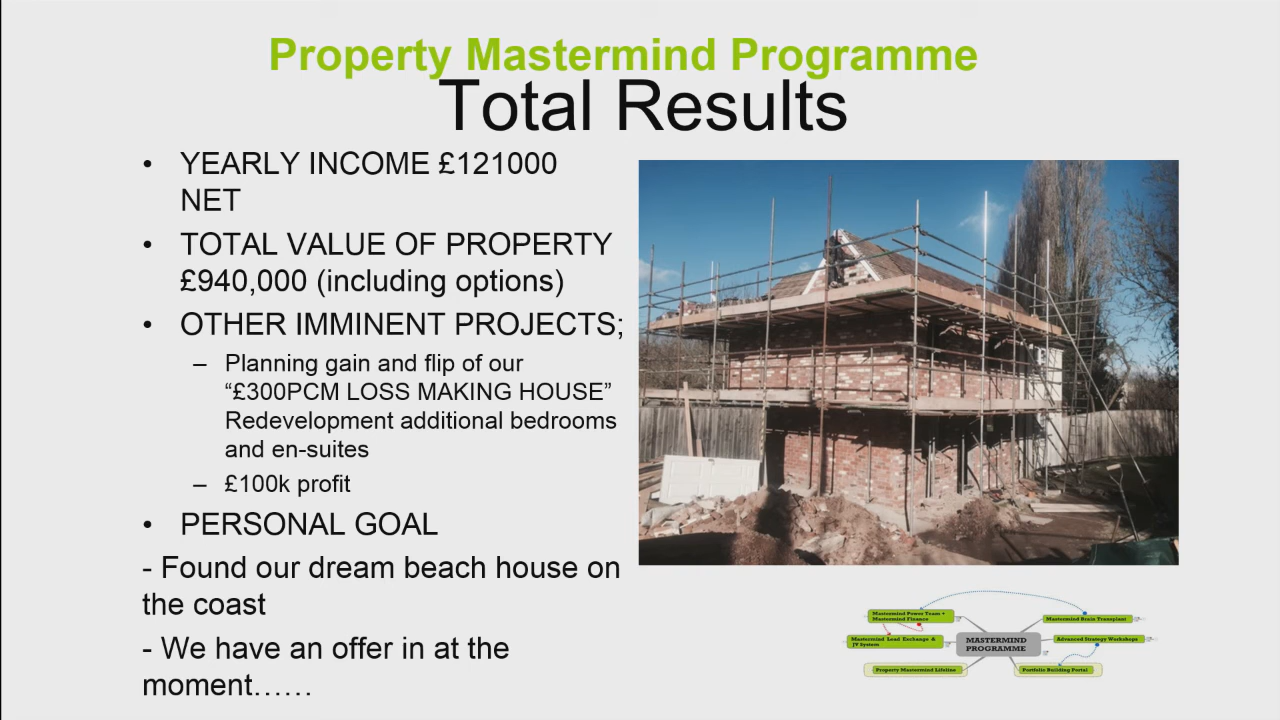 Property Mastermind Programme
Total Results
• YEARLY INCOME £121000
NET
• TOTAL VALUE OF PROPERTY
£940,000 (including options)
• OTHER IMMINENT PROJECTS;
– Planning gain and flip of our
“£300PCM LOSS MAKING HOUSE”
Redevelopment additional bedrooms
and en-suites
– £100k profit
• PERSONAL GOAL
- Found our dream beach house on
the coast
- We have an offer in at the
moment……
Mastermind Power Team +
Mastermind Finance
Mastermind Brain Transplant
Mastermind Lead Exchange &
JV System
MASTERMIND
PROGRAMME
Advanced Strategy Workshops
Property Mastermind Lifeline
Portfolio Building Portal